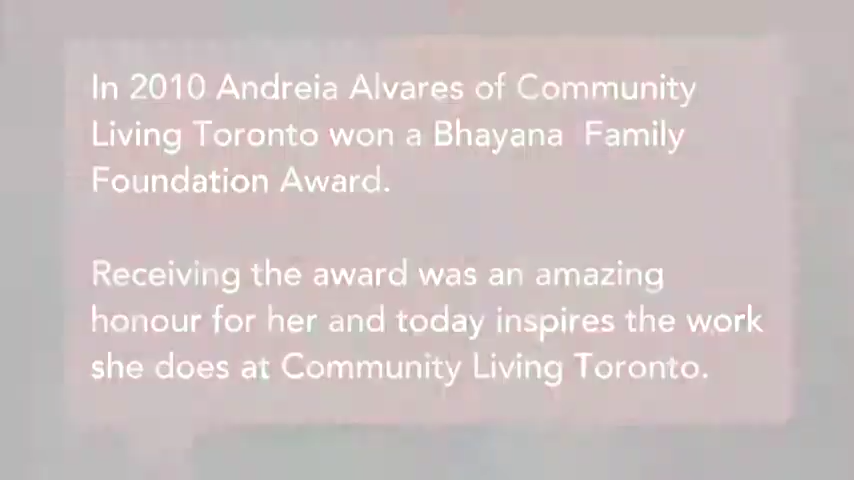 In 2010 Andreia Alvares of Community
Living Toronto won a Bhayana Family
Foundation Award.
Receiving the award was an amazing
honour for her and today inspires the work
she does at Community Living Toronto.